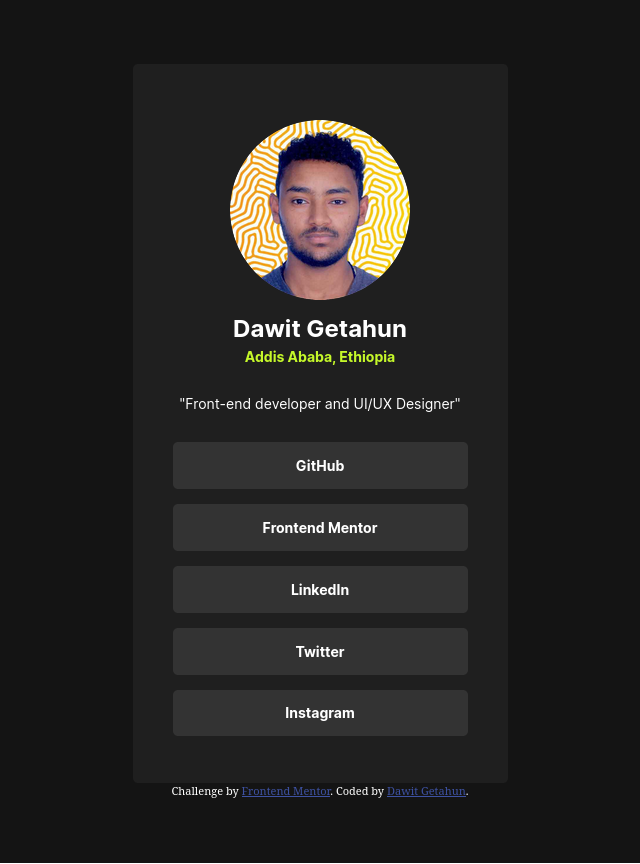 Dawit Getahun
Addis Ababa, Ethiopia
"Front-end developer and UI/UX Designer"
GitHub
Frontend Mentor
LinkedIn
Twitter
Instagram
Challenge by Frontend Mentor. Coded by Dawit Getahun.